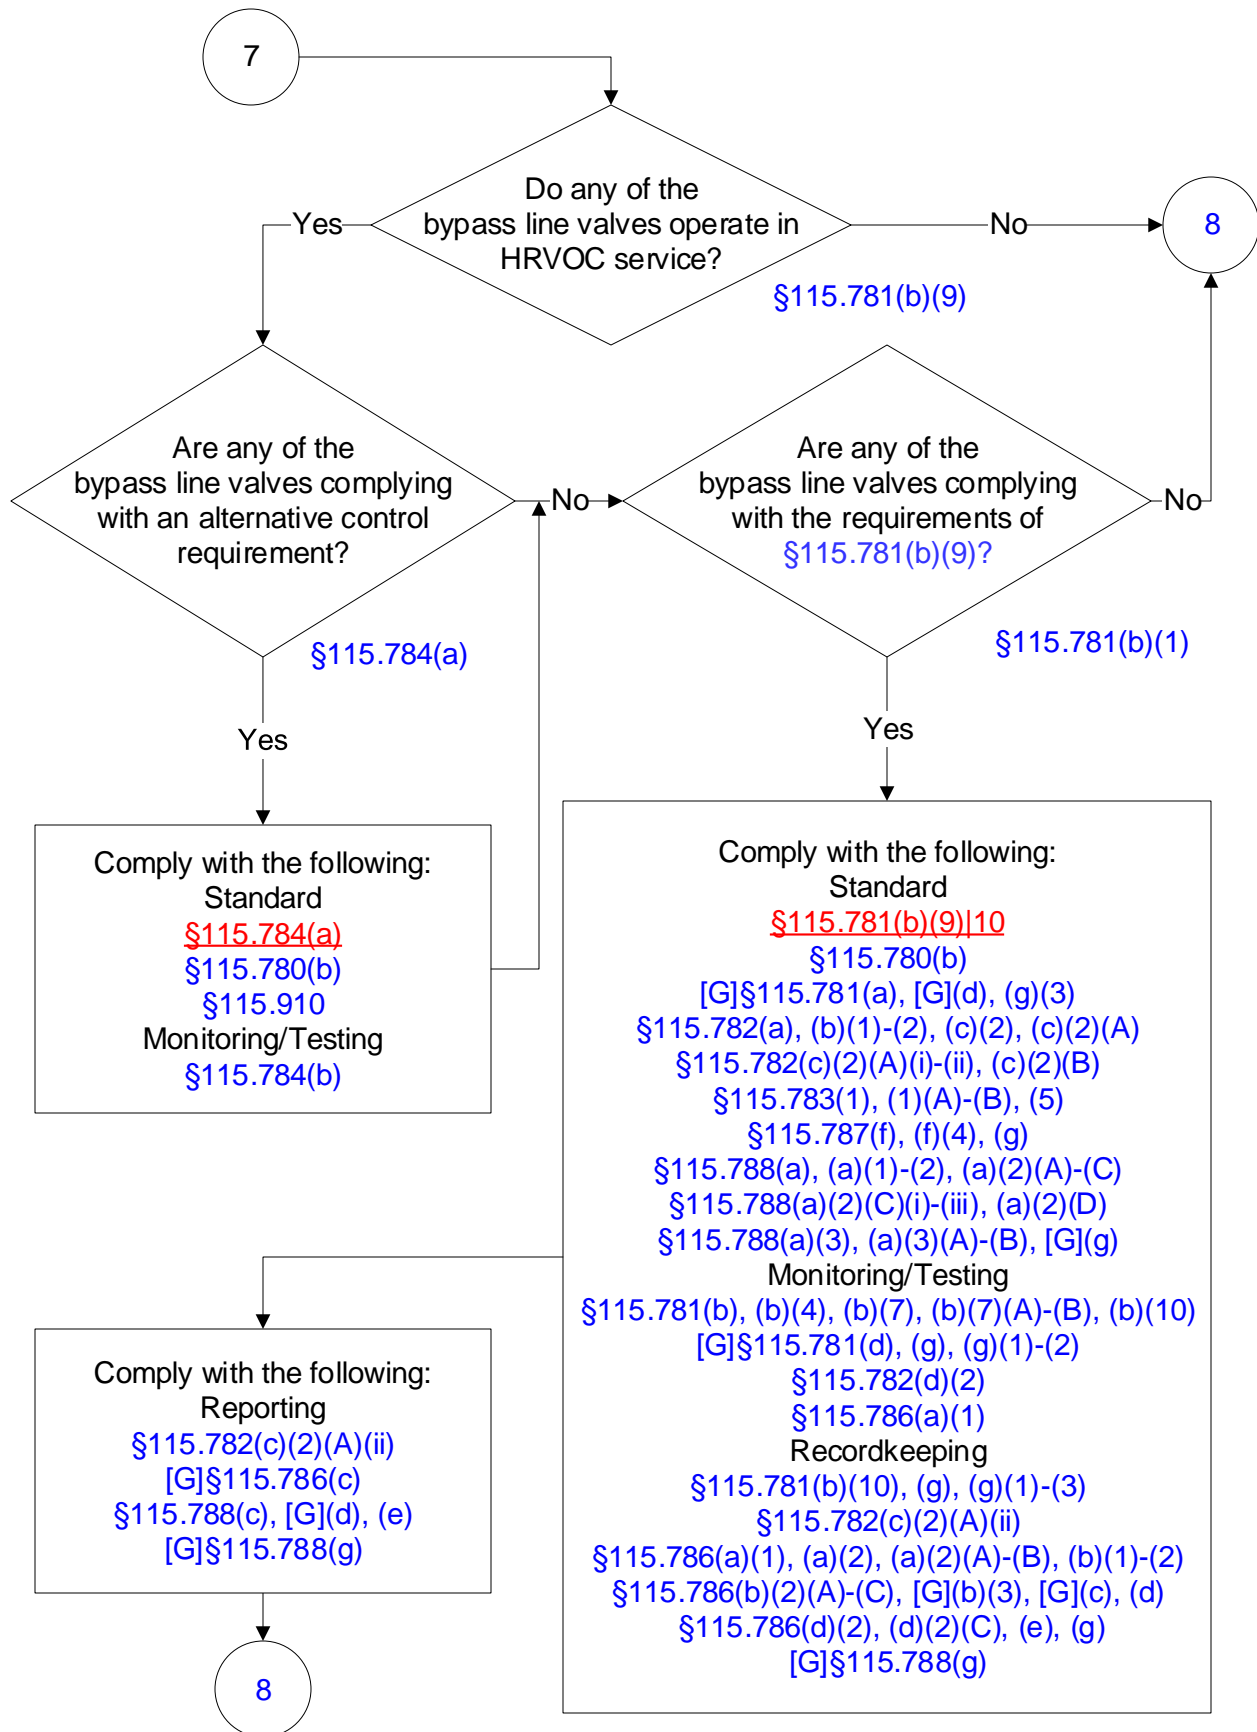 7
Do any of the
bypass line valves operate in
HRVOC service?
Yes
No
8
§115.781(b)(9)
Are any of the
bypass line valves complying
with an alternative control
requirement?
No
Are any of the
bypass line valves complying
with the requirements of
§115.781(b)(9)?
No
§115.784(a)
§115.781(b)(1)
Yes
Yes
Comply with the following:
Standard
§115.784(a)
§115.780(b)
§115.910
Monitoring/Testing
§115.784(b)
Comply with the following:
Standard
§115.781(b)(9)|10
§115.780(b)
[G]§115.781(a), [G](d), (g)(3)
§115.782(a), (b)(1)-(2), (c)(2), (c)(2)(A)
§115.782(c)(2)(A)(i)-(ii), (c)(2)(B)
§115.783(1), (1)(A)-(B), (5)
§115.787(f), (f)(4), (g)
§115.788(a), (a)(1)-(2), (a)(2)(A)-(C)
§115.788(a)(2)(C)(i)-(iii), (a)(2)(D)
§115.788(a)(3), (a)(3)(A)-(B), [G](g)
Monitoring/Testing
§115.781(b), (b)(4), (b)(7), (b)(7)(A)-(B), (b)(10)
[G]§115.781(d), (g), (g)(1)-(2)
§115.782(d)(2)
§115.786(a)(1)
Recordkeeping
§115.781(b)(10), (g), (g)(1)-(3)
§115.782(c)(2)(A)(ii)
§115.786(a)(1), (a)(2), (a)(2)(A)-(B), (b)(1)-(2)
§115.786(b)(2)(A)-(C), [G](b)(3), [G](c), (d)
§115.786(d)(2), (d)(2)(C), (e), (g)
[G]§115.788(g)
Comply with the following:
Reporting
§115.782(c)(2)(A)(ii)
[G]§115.786(c)
§115.788(c), [G](d), (e)
[G]§115.788(g)
8